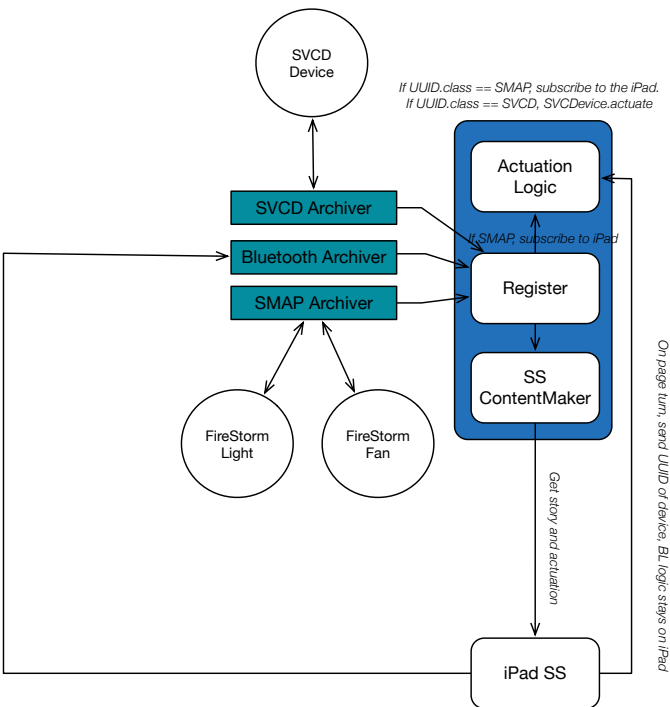 SVCD
Device
If UUID.class == SMAP, subscribe to the iPad.
If UUID.class == SVCD, SVCDevice.actuate
Actuation
Logic
SVCD Archiver
If SMAP, subscribe to iPad
Bluetooth Archiver
Register
SMAP Archiver
SS
ContentMaker
FireStorm
Light
FireStorm
Fan
Get story and actuation
On page turn, send UUID of device, BL logic stays on iPad
iPad SS